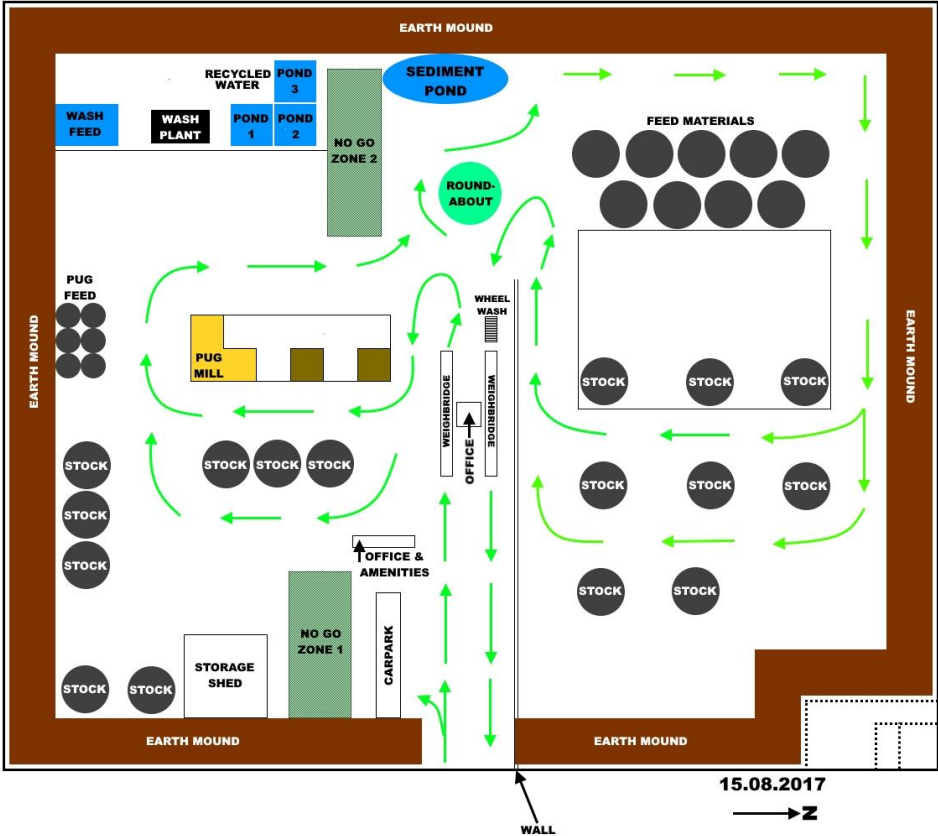 EARTH MOUND
RECYCLED
WATER
POND
3
SEDIMENT
POND
WASH
FEED
WASH
PLANT
POND
1
POND
2
NO GO
ZONE 2
FEED MATERIALS
ROUND-
ABOUT
PUG
FEED
WHEEL
WASH
EARTH MOUND
EARTH MOUND
PUG
MILL
WEIGHBRIDGE
WEIGHBRIDGE
OFFICE
STOCK
STOCK
STOCK
STOCK
STOCK
STOCK
STOCK
STOCK
STOCK
STOCK
STOCK
STOCK
OFFICE &
AMENITIES
STOCK
STOCK
NO GO
ZONE 1
CARPARK
STORAGE
SHED
STOCK
STOCK
EARTH MOUND
EARTH MOUND
15.08.2017
N
WALL